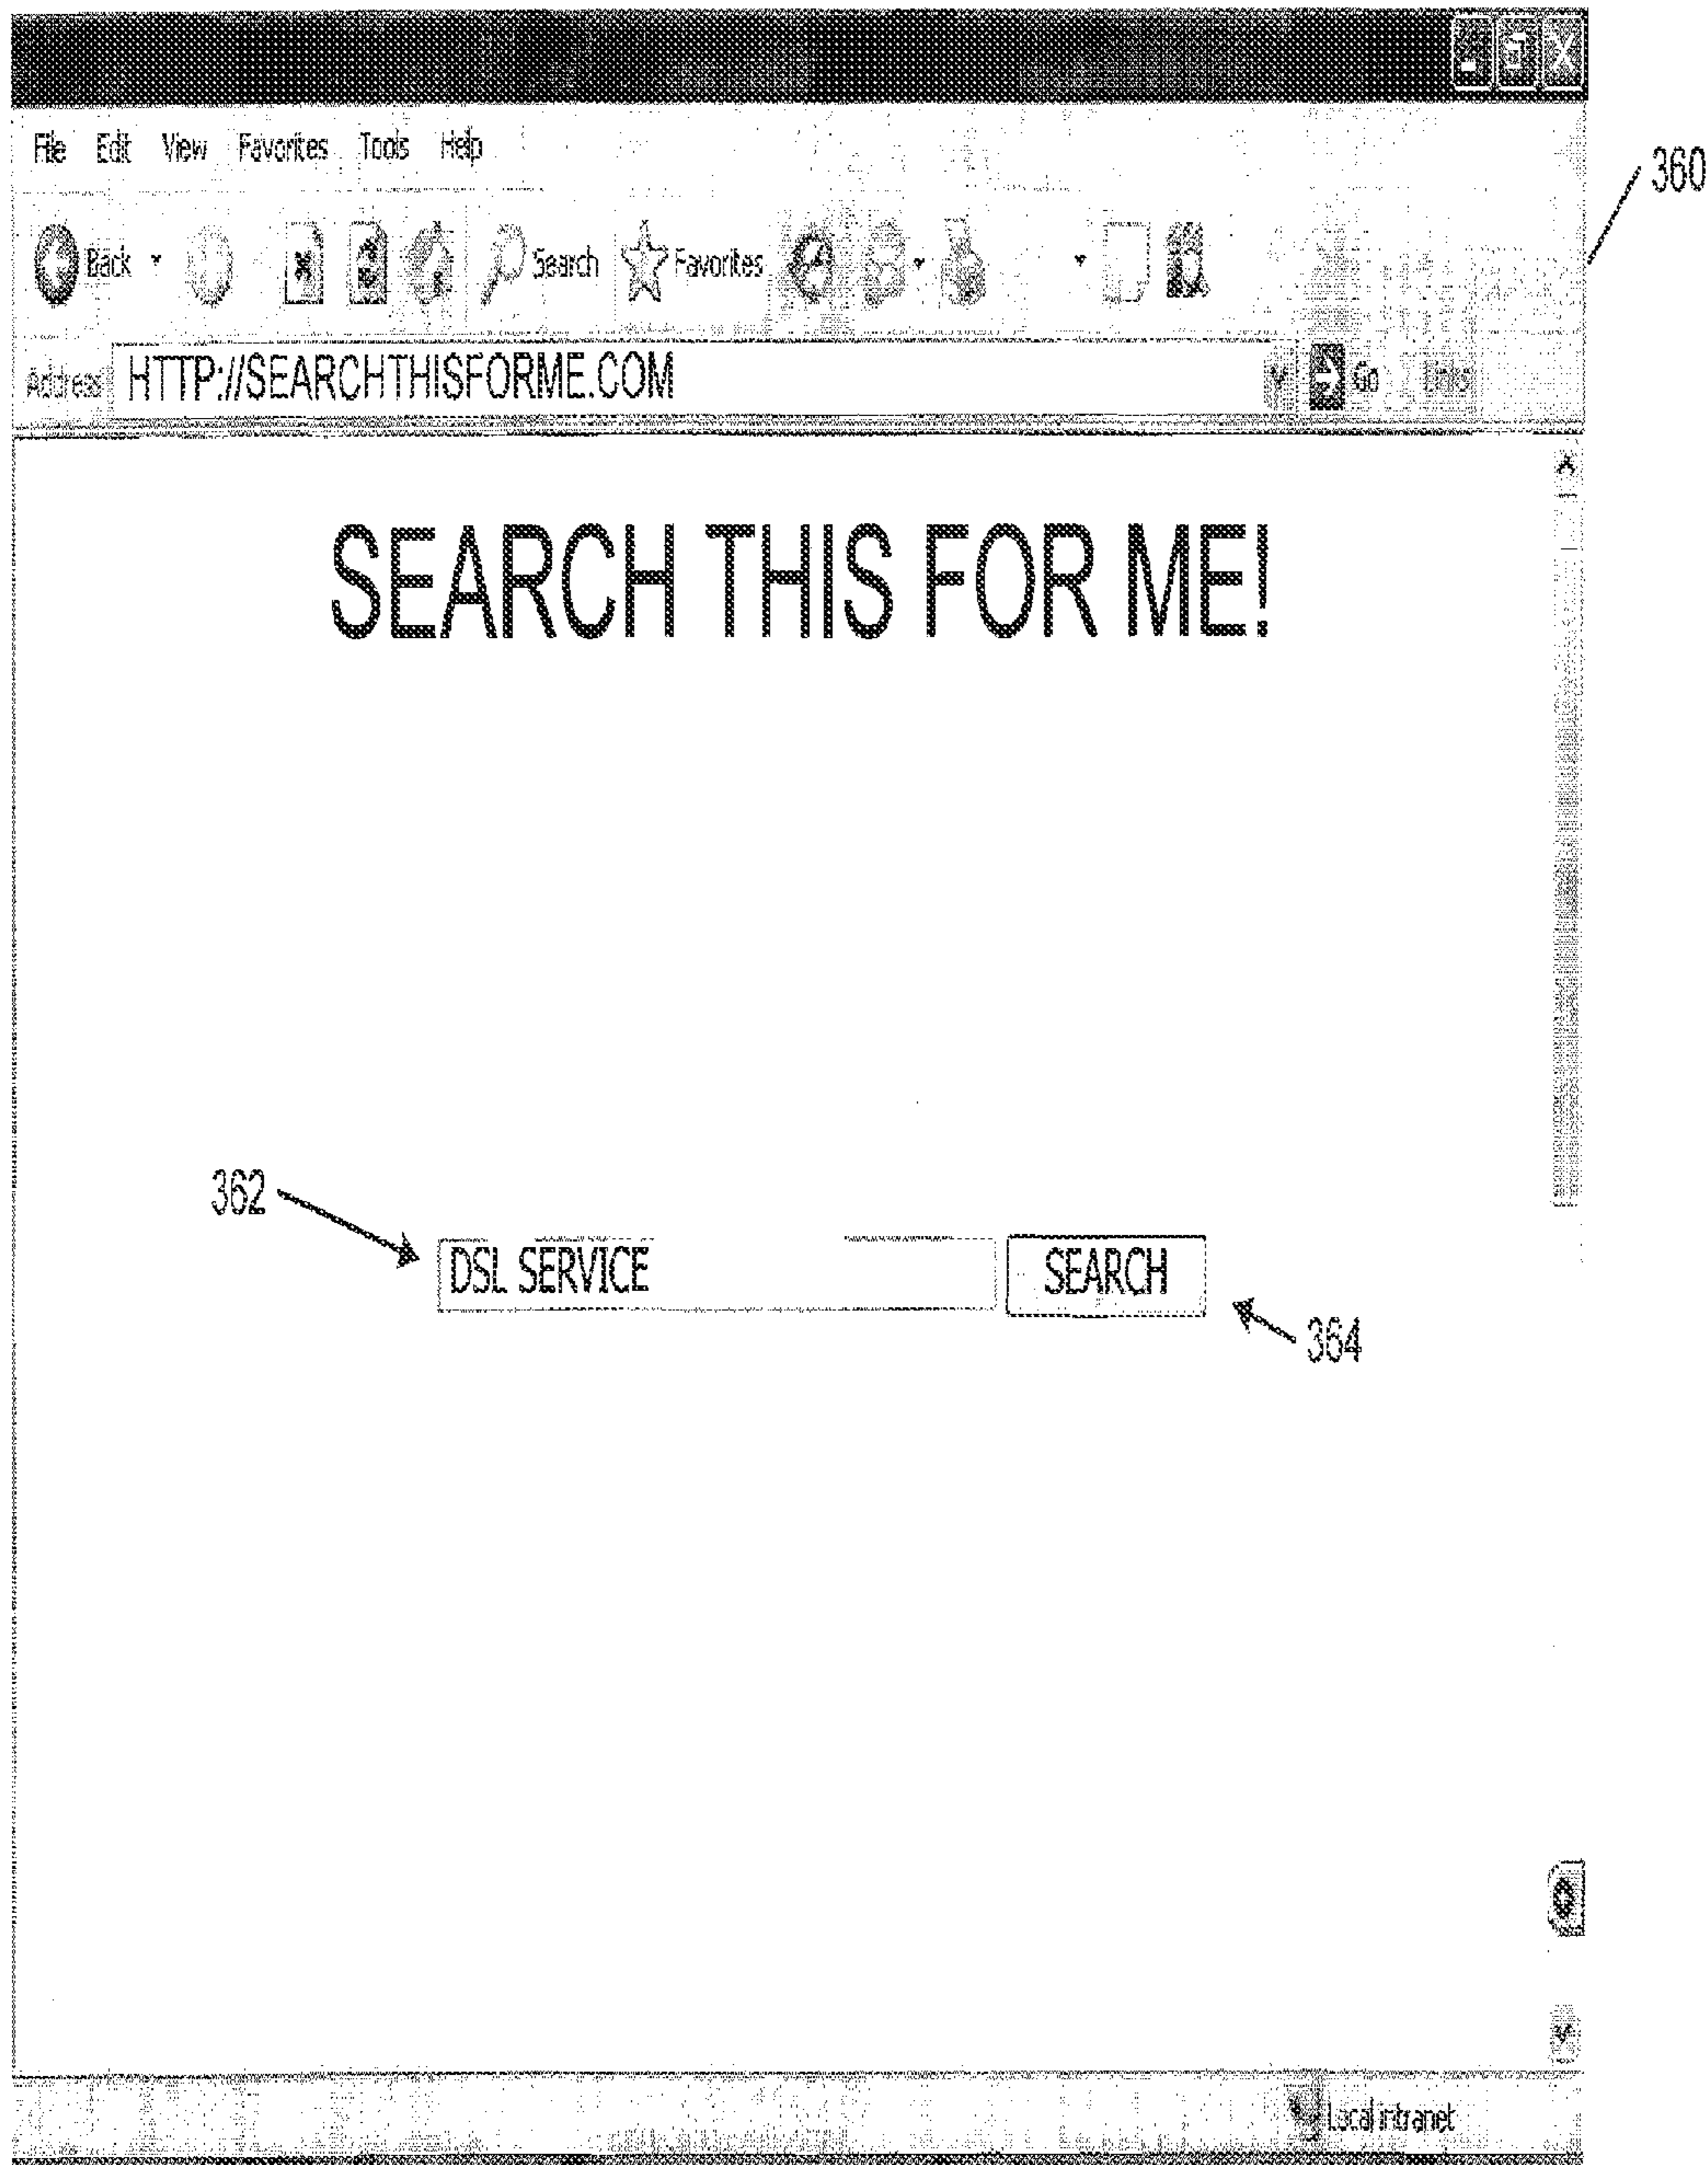 File Edit View Favorites Tools Help
360
Back Search Favorites
Address HTTP://SEARCHTHISFORME.COM Go Links
SEARCH THIS FOR ME!
362
DSL SERVICE SEARCH
364
Local intranet